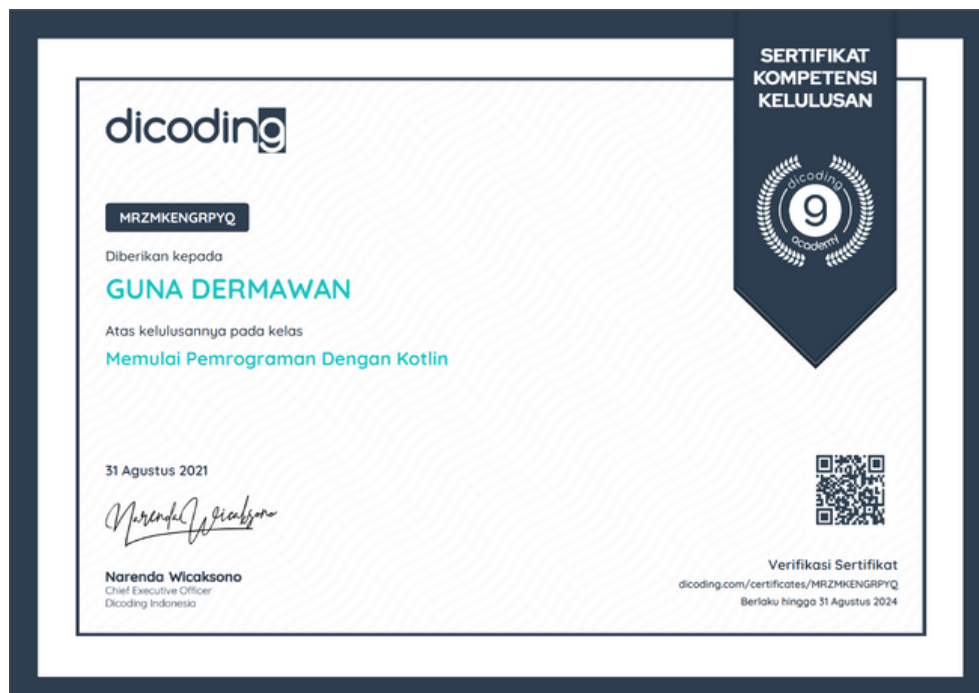 SERTIFIKAT
KOMPETENSI
KELULUSAN
dicoding
dicoding
9
academy
MRZMKENGRPYQ
Diberikan kepada
GUNA DERMAWAN
Atas kelulusannya pada kelas
Memulai Pemrograman Dengan Kotlin
31 Agustus 2021
Narenda Wicaksono
Narenda Wicaksono
Chief Executive Officer
Dicoding Indonesia
Verifikasi Sertifikat
dicoding.com/certificates/MRZMKENGRPYQ
Berlaku hingga 31 Agustus 2024